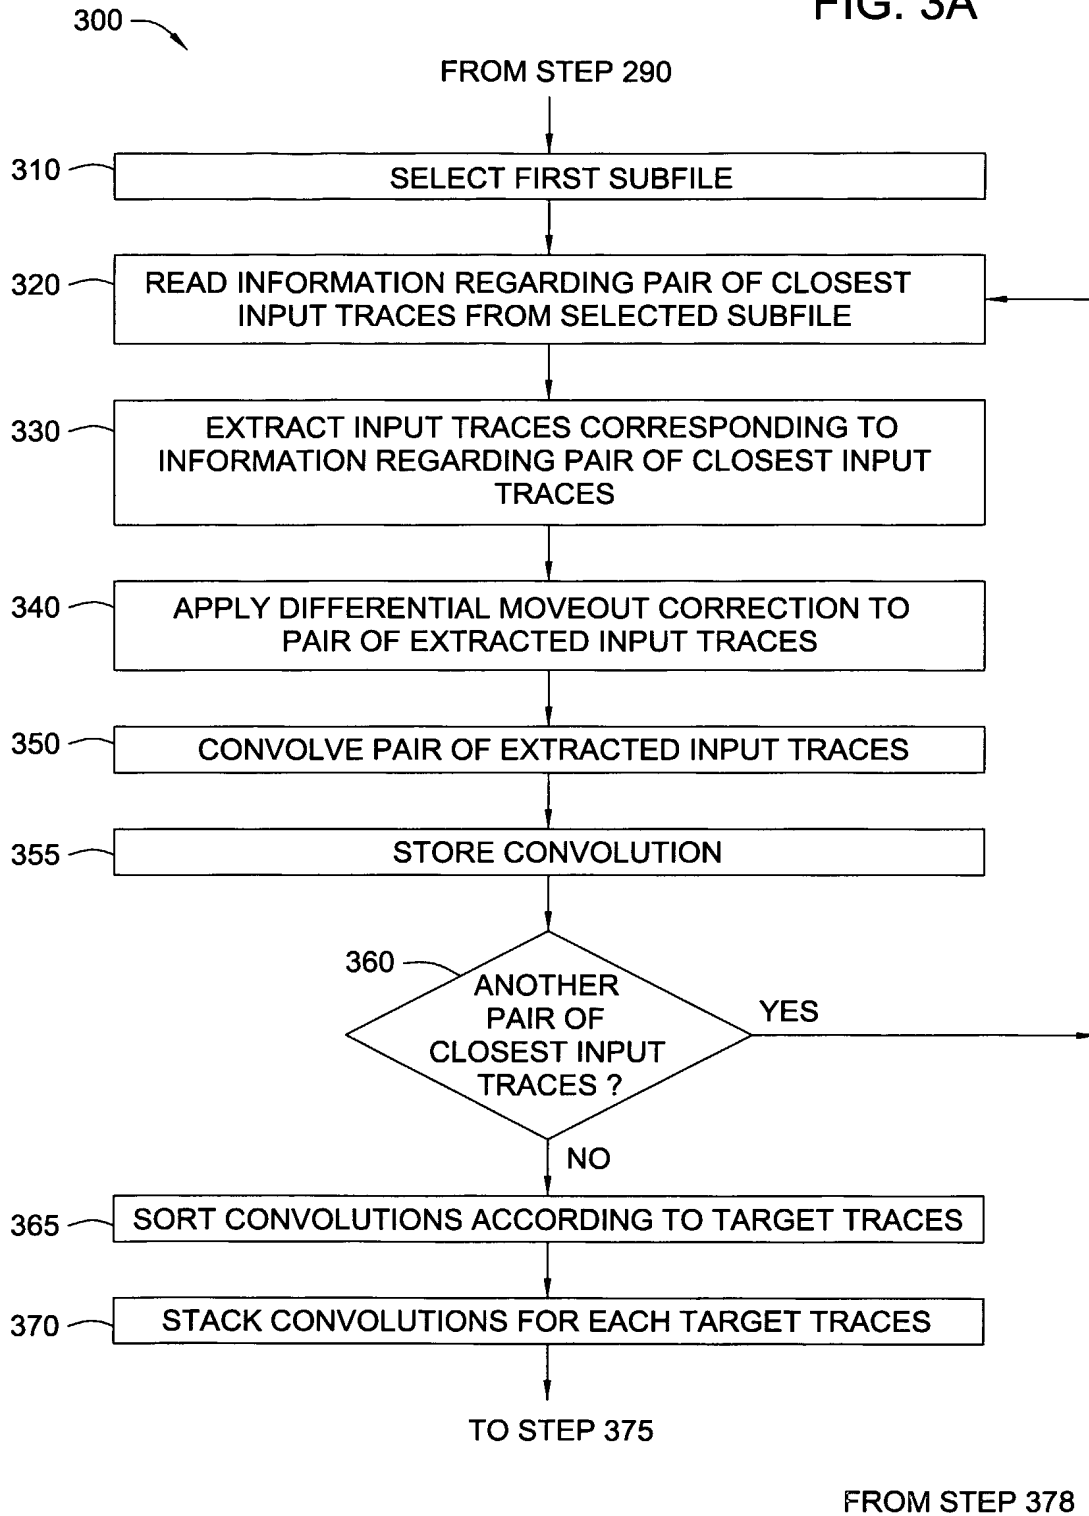 FIG. 3A
300
FROM STEP 290
310
SELECT FIRST SUBFILE
320
READ INFORMATION REGARDING PAIR OF CLOSEST
INPUT TRACES FROM SELECTED SUBFILE
330
EXTRACT INPUT TRACES CORRESPONDING TO
INFORMATION REGARDING PAIR OF CLOSEST INPUT
TRACES
340
APPLY DIFFERENTIAL MOVEOUT CORRECTION TO
PAIR OF EXTRACTED INPUT TRACES
350
CONVOLVE PAIR OF EXTRACTED INPUT TRACES
355
STORE CONVOLUTION
360
ANOTHER
PAIR OF
CLOSEST INPUT
TRACES ?
YES
NO
365
SORT CONVOLUTIONS ACCORDING TO TARGET TRACES
370
STACK CONVOLUTIONS FOR EACH TARGET TRACES
TO STEP 375
FROM STEP 378